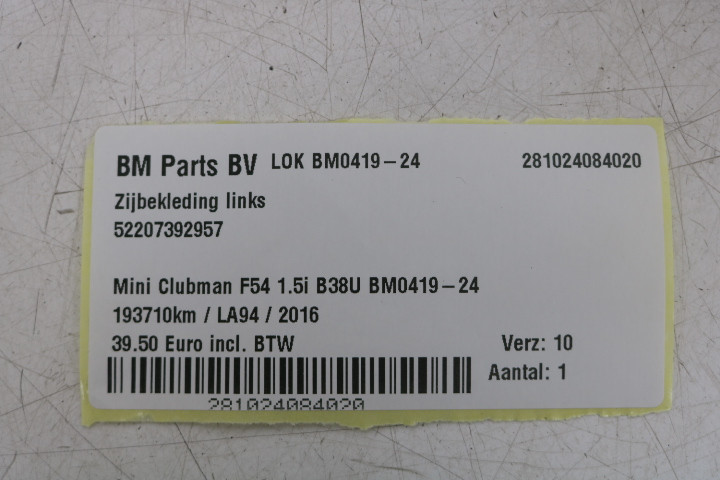 BM Parts BV LOK BM0419-24 281024084020
Zijbekleding links
52207392957
Mini Clubman F54 1.5i B38U BM0419-24
193710km / LA94 / 2016
39.50 Euro incl. BTW Verz: 10
Aantal: 1
281024084020